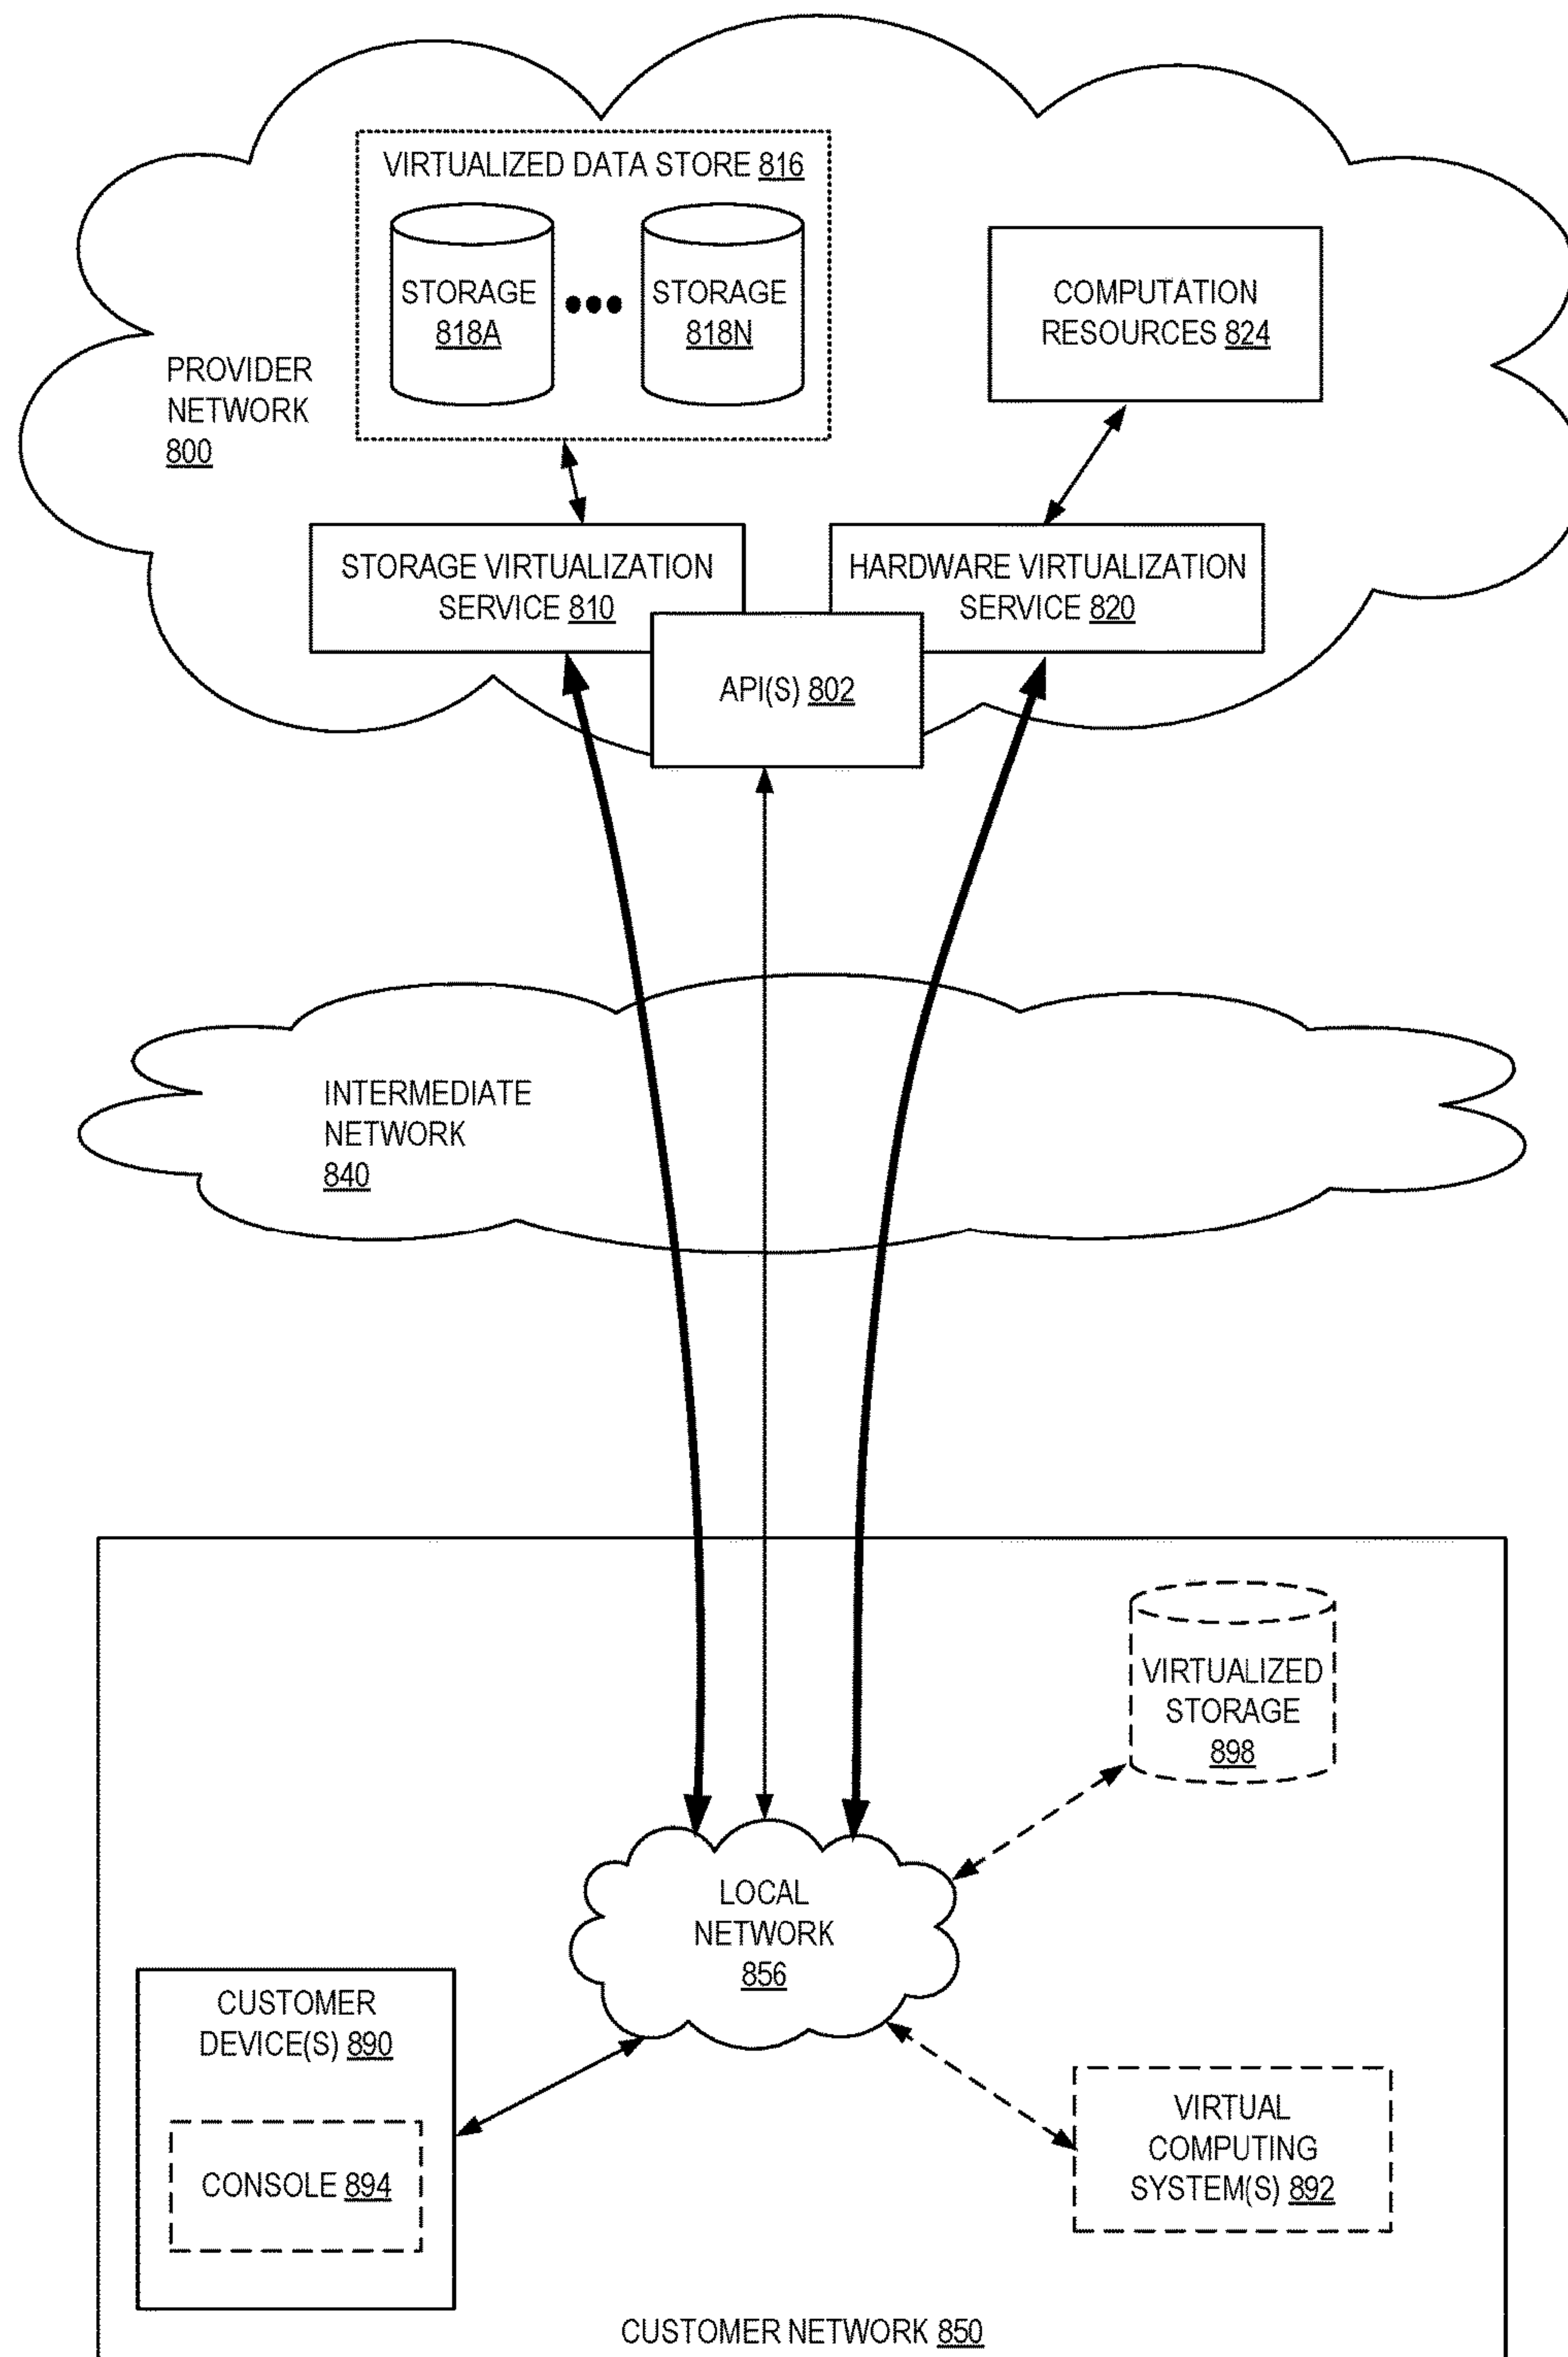 VIRTUALIZED DATA STORE 816
STORAGE
818A
STORAGE
818N
COMPUTATION
RESOURCES 824
PROVIDER
NETWORK
800
STORAGE VIRTUALIZATION
SERVICE 810
HARDWARE VIRTUALIZATION
SERVICE 820
API(S) 802
INTERMEDIATE
NETWORK
840
VIRTUALIZED
STORAGE
898
LOCAL
NETWORK
856
CUSTOMER
DEVICE(S) 890
CONSOLE 894
VIRTUAL
COMPUTING
SYSTEM(S) 892
CUSTOMER NETWORK 850